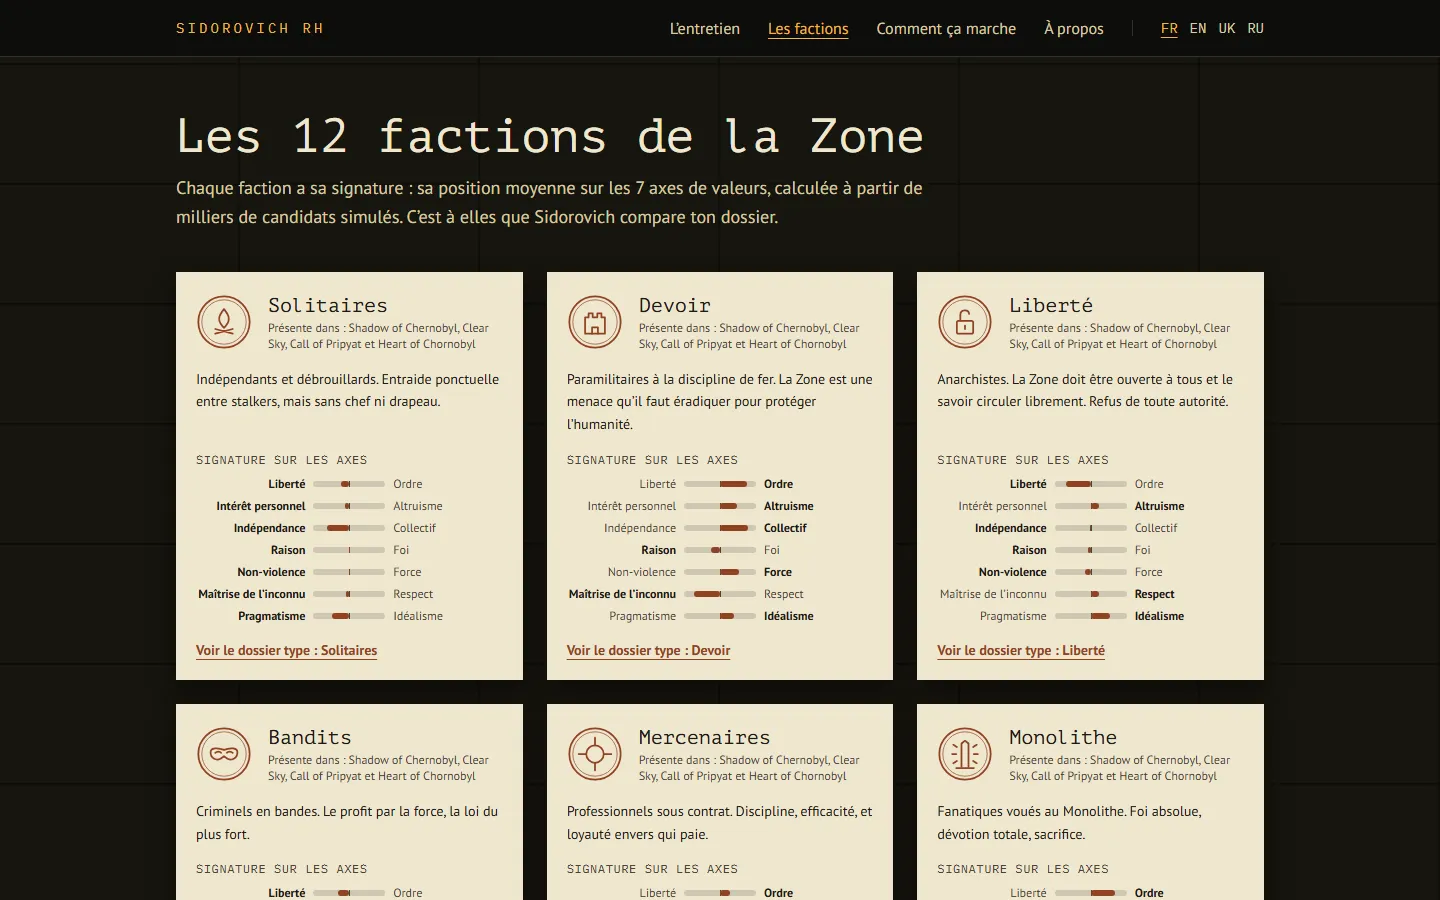 SIDOROVICH RH
L'entretien
Les factions
Comment ça marche
À propos
FR EN UK RU
Les 12 factions de la Zone
Chaque faction a sa signature : sa position moyenne sur les 7 axes de valeurs, calculée à partir de
milliers de candidats simulés. C'est à elles que Sidorovich compare ton dossier.
Solitaires
Présente dans : Shadow of Chernobyl, Clear
Sky, Call of Pripyat et Heart of Chornobyl
Indépendants et débrouillards. Entraide ponctuelle
entre stalkers, mais sans chef ni drapeau.
SIGNATURE SUR LES AXES
Liberté Ordre
Intérêt personnel Altruisme
Indépendance Collectif
Raison Foi
Non-violence Force
Maîtrise de l'inconnu Respect
Pragmatisme Idéalisme
Voir le dossier type : Solitaires
Devoir
Présente dans : Shadow of Chernobyl, Clear
Sky, Call of Pripyat et Heart of Chornobyl
Paramilitaires à la discipline de fer. La Zone est une
menace qu'il faut éradiquer pour protéger
l'humanité.
SIGNATURE SUR LES AXES
Liberté Ordre
Intérêt personnel Altruisme
Indépendance Collectif
Raison Foi
Non-violence Force
Maîtrise de l'inconnu Respect
Pragmatisme Idéalisme
Voir le dossier type : Devoir
Liberté
Présente dans : Shadow of Chernobyl, Clear
Sky, Call of Pripyat et Heart of Chornobyl
Anarchistes. La Zone doit être ouverte à tous et le
savoir circuler librement. Refus de toute autorité.
SIGNATURE SUR LES AXES
Liberté Ordre
Intérêt personnel Altruisme
Indépendance Collectif
Raison Foi
Non-violence Force
Maîtrise de l'inconnu Respect
Pragmatisme Idéalisme
Voir le dossier type : Liberté
Bandits
Présente dans : Shadow of Chernobyl, Clear
Sky, Call of Pripyat et Heart of Chornobyl
Criminels en bandes. Le profit par la force, la loi du
plus fort.
SIGNATURE SUR LES AXES
Liberté Ordre
Mercenaires
Présente dans : Shadow of Chernobyl, Clear
Sky, Call of Pripyat et Heart of Chornobyl
Professionnels sous contrat. Discipline, efficacité, et
loyauté envers qui paie.
SIGNATURE SUR LES AXES
Liberté Ordre
Monolithe
Présente dans : Shadow of Chernobyl, Clear
Sky, Call of Pripyat et Heart of Chornobyl
Fanatiques voués au Monolithe. Foi absolue,
dévotion totale, sacrifice.
SIGNATURE SUR LES AXES
Liberté Ordre